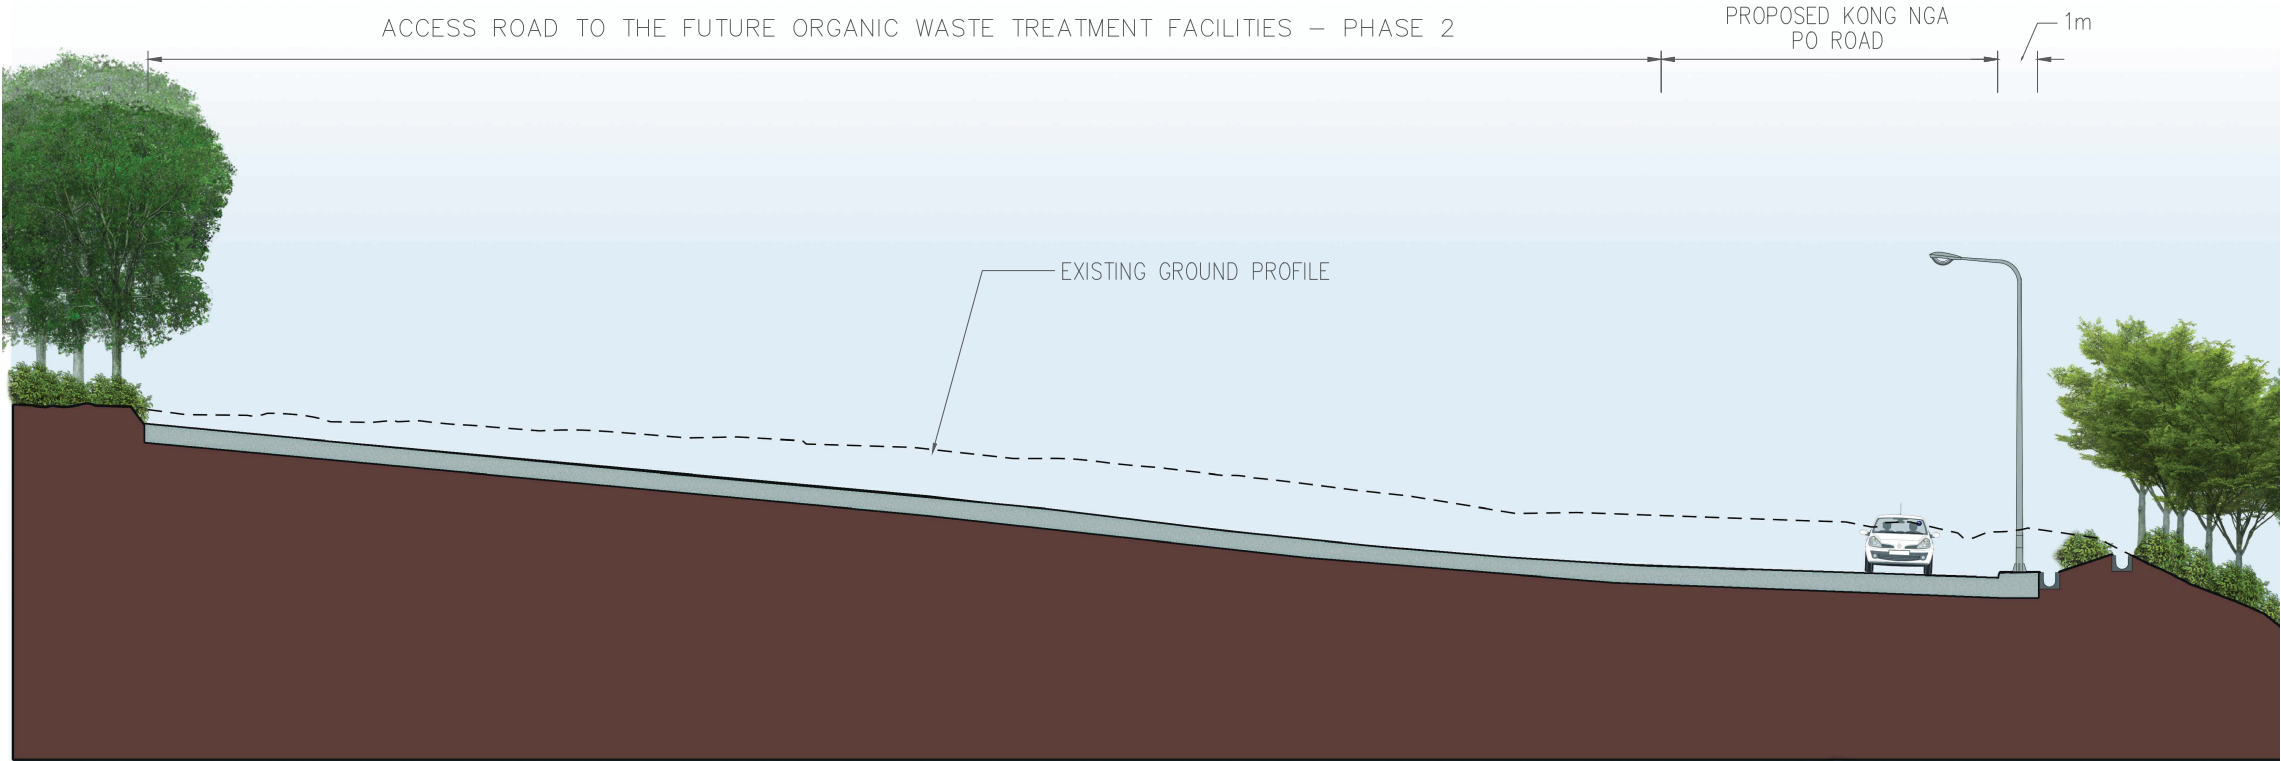 ACCESS ROAD TO THE FUTURE ORGANIC WASTE TREATMENT FACILITIES – PHASE 2
PROPOSED KONG NGA
PO ROAD
1m
EXISTING GROUND PROFILE